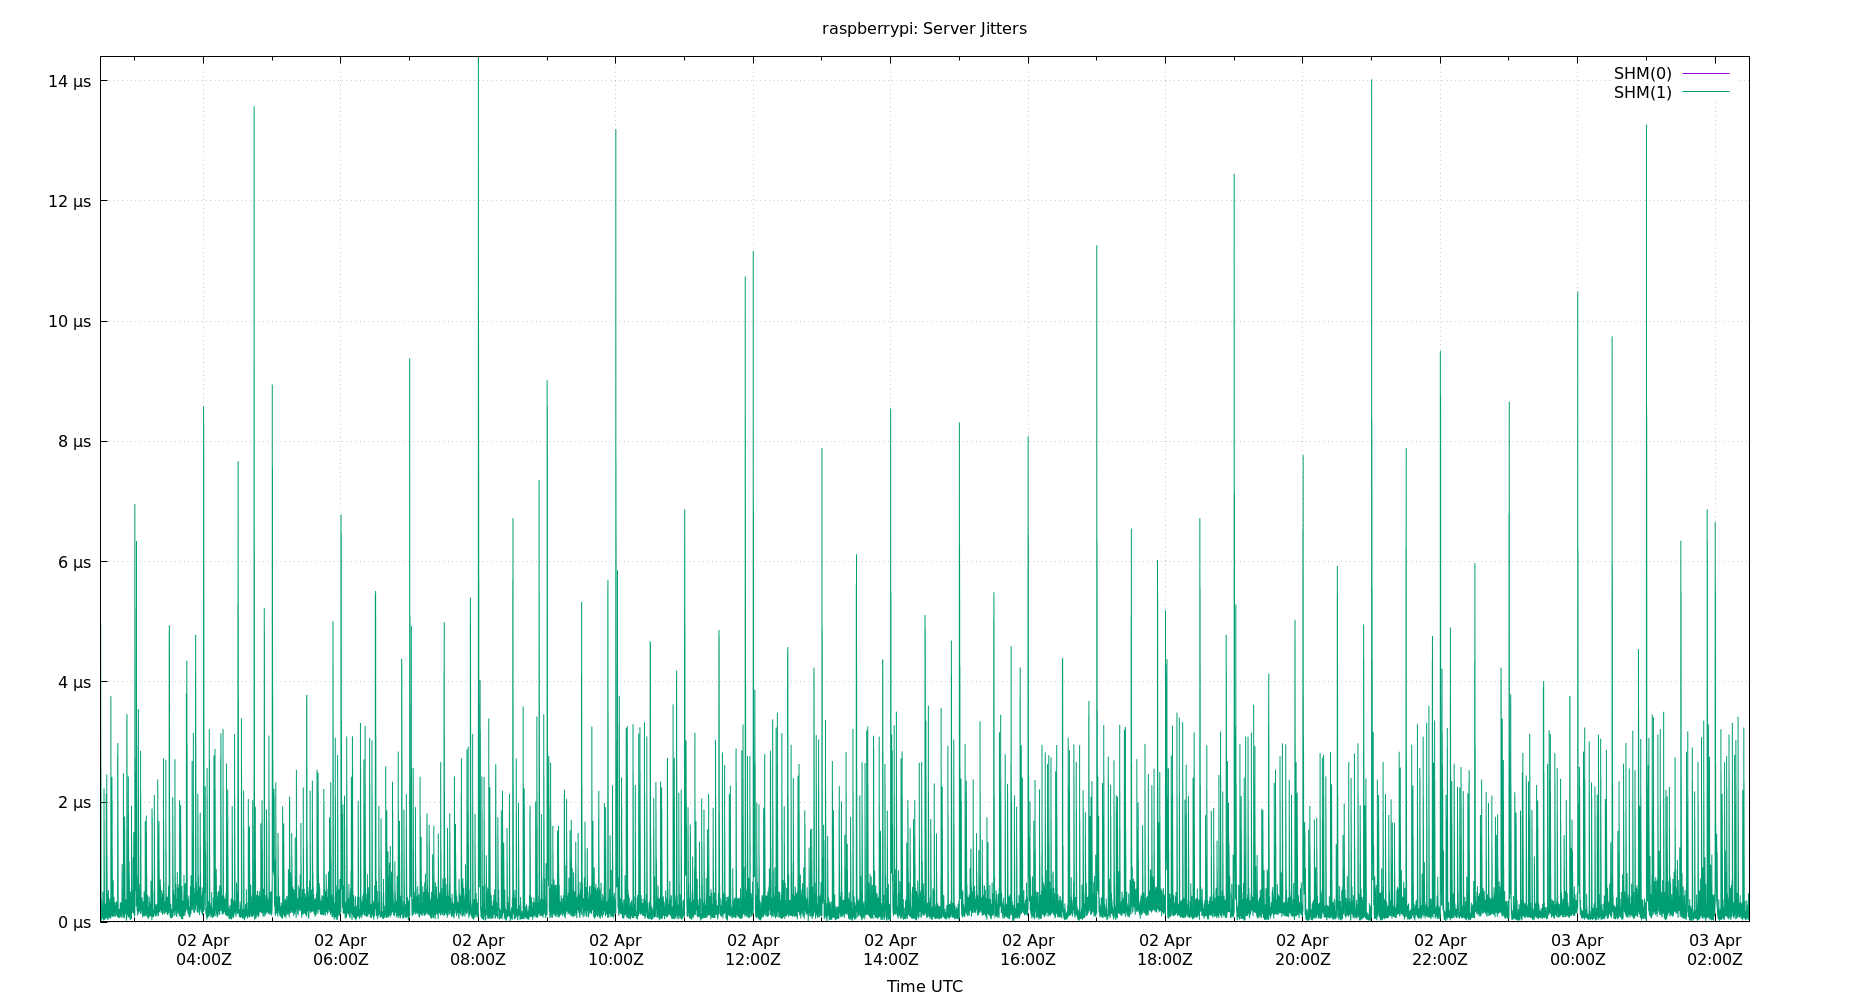 raspberrypi: Server Jitters
SHM(0)
SHM(1)
14 µs
12 µs
10 µs
8 µs
6 µs
4 µs
2 µs
0 µs
02 Apr 02 Apr 02 Apr 02 Apr 02 Apr 02 Apr 02 Apr 02 Apr 02 Apr 02 Apr 03 Apr 03 Apr
04:00Z 06:00Z 08:00Z 10:00Z 12:00Z 14:00Z 16:00Z 18:00Z 20:00Z 22:00Z 00:00Z 02:00Z
Time UTC